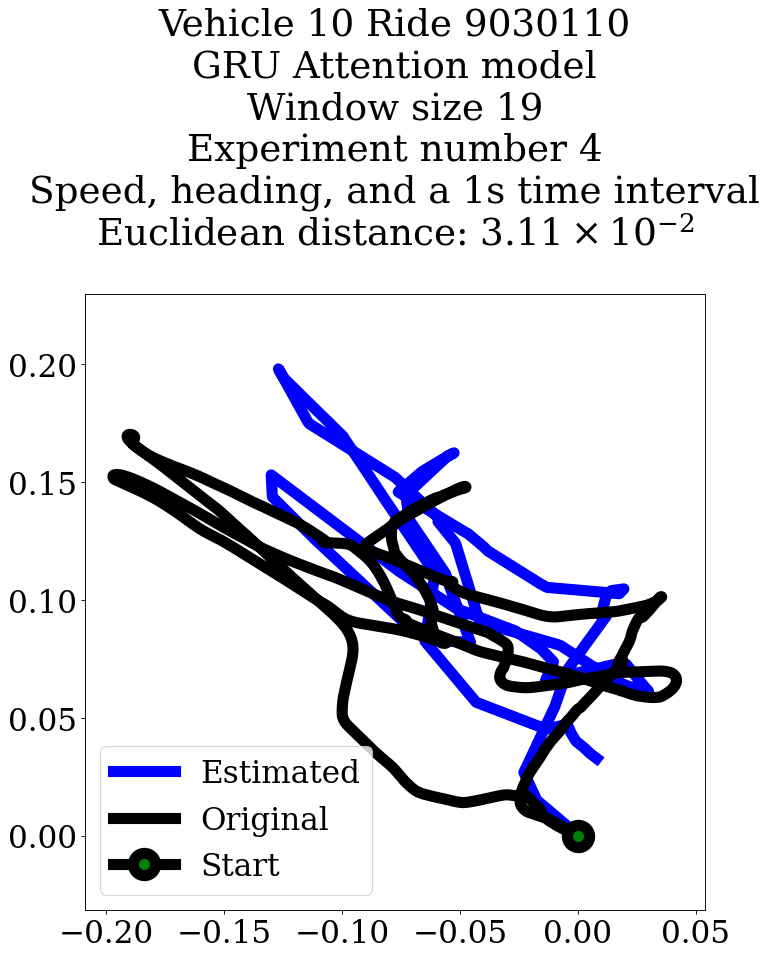 Vehicle 10 Ride 9030110
GRU Attention model
Window size 19
Experiment number 4
Speed, heading, and a 1s time interval
Euclidean distance: 3.11 × 10⁻²
0.20
0.15
0.10
0.05
0.00
Estimated
Original
Start
−0.20 −0.15 −0.10 −0.05 0.00 0.05